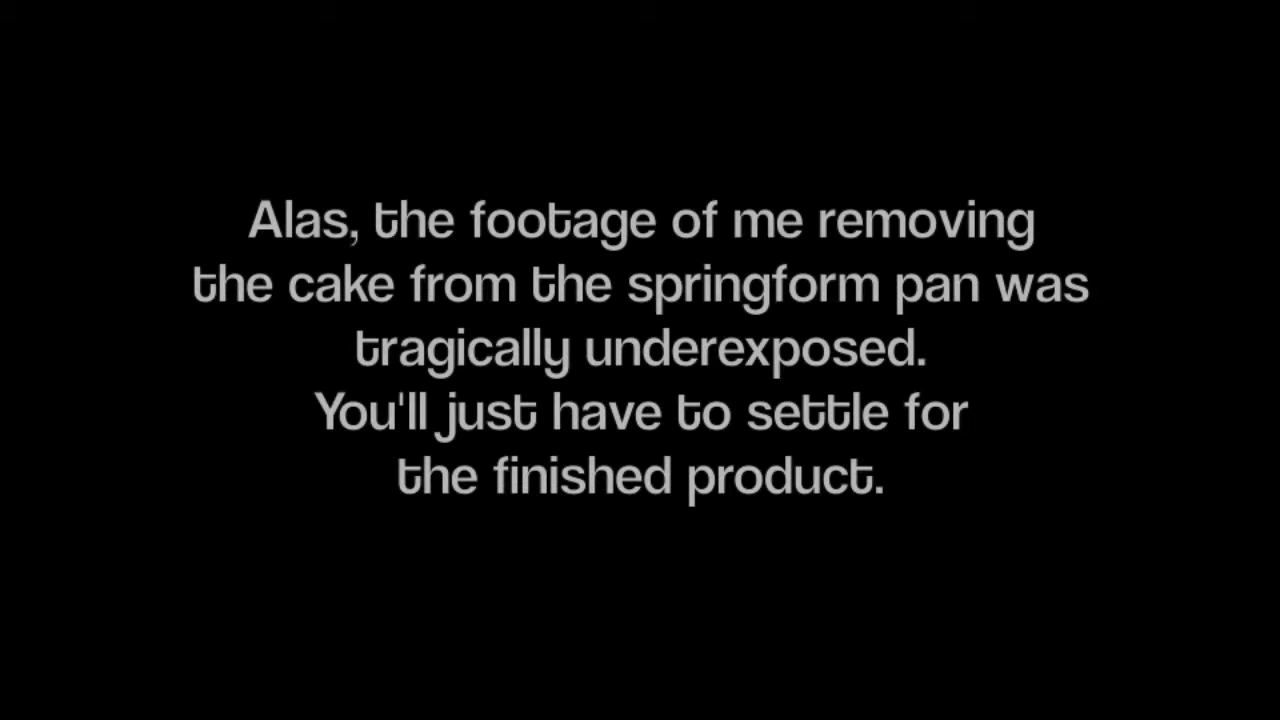 Alas, the footage of me removing
the cake from the springform pan was
tragically underexposed.
You'll just have to settle for
the finished product.